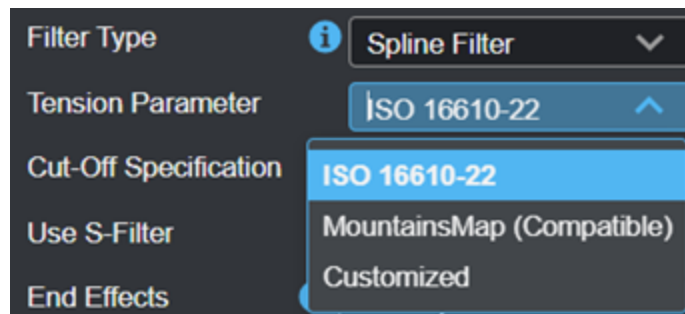 Filter Type i Spline Filter
Tension Parameter ISO 16610-22
Cut-Off Specification ISO 16610-22
Use S-Filter MountainsMap (Compatible)
Customized
End Effects